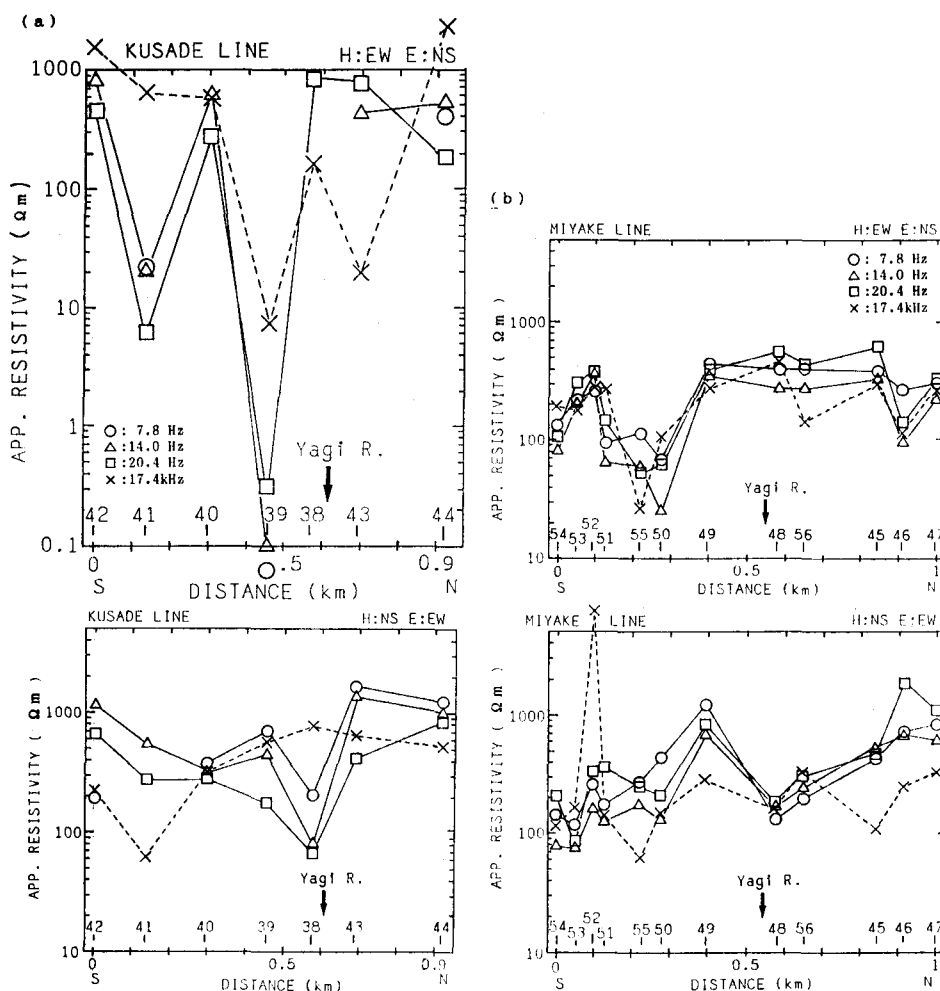 (a)
KUSADE LINE H:EW E:NS
APP. RESISTIVITY (Ωm)
1000
100
10
1
0.1
○: 7.8 Hz
△:14.0 Hz
□:20.4 Hz
×:17.4kHz
Yagi R.
42 41 40 39 38 43 44
0 0.5 0.9
S DISTANCE (km) N
KUSADE LINE H:NS E:EW
APP. RESISTIVITY (Ωm)
1000
100
10
Yagi R.
42 41 40 39 38 43 44
0 0.5 0.9
S DISTANCE (km) N
(b)
MIYAKE LINE H:EW E:NS
○: 7.8 Hz
△:14.0 Hz
□:20.4 Hz
×:17.4kHz
APP. RESISTIVITY (Ωm)
1000
100
10
Yagi R.
54 53 52 51 55 50 49 48 56 45 46 47
0 0.5 1
S DISTANCE (km) N
MIYAKE LINE H:NS E:EW
APP. RESISTIVITY (Ωm)
1000
100
10
Yagi R.
54 53 52 51 55 50 49 48 56 45 46 47
0 0.5 1
S DISTANCE (km) N